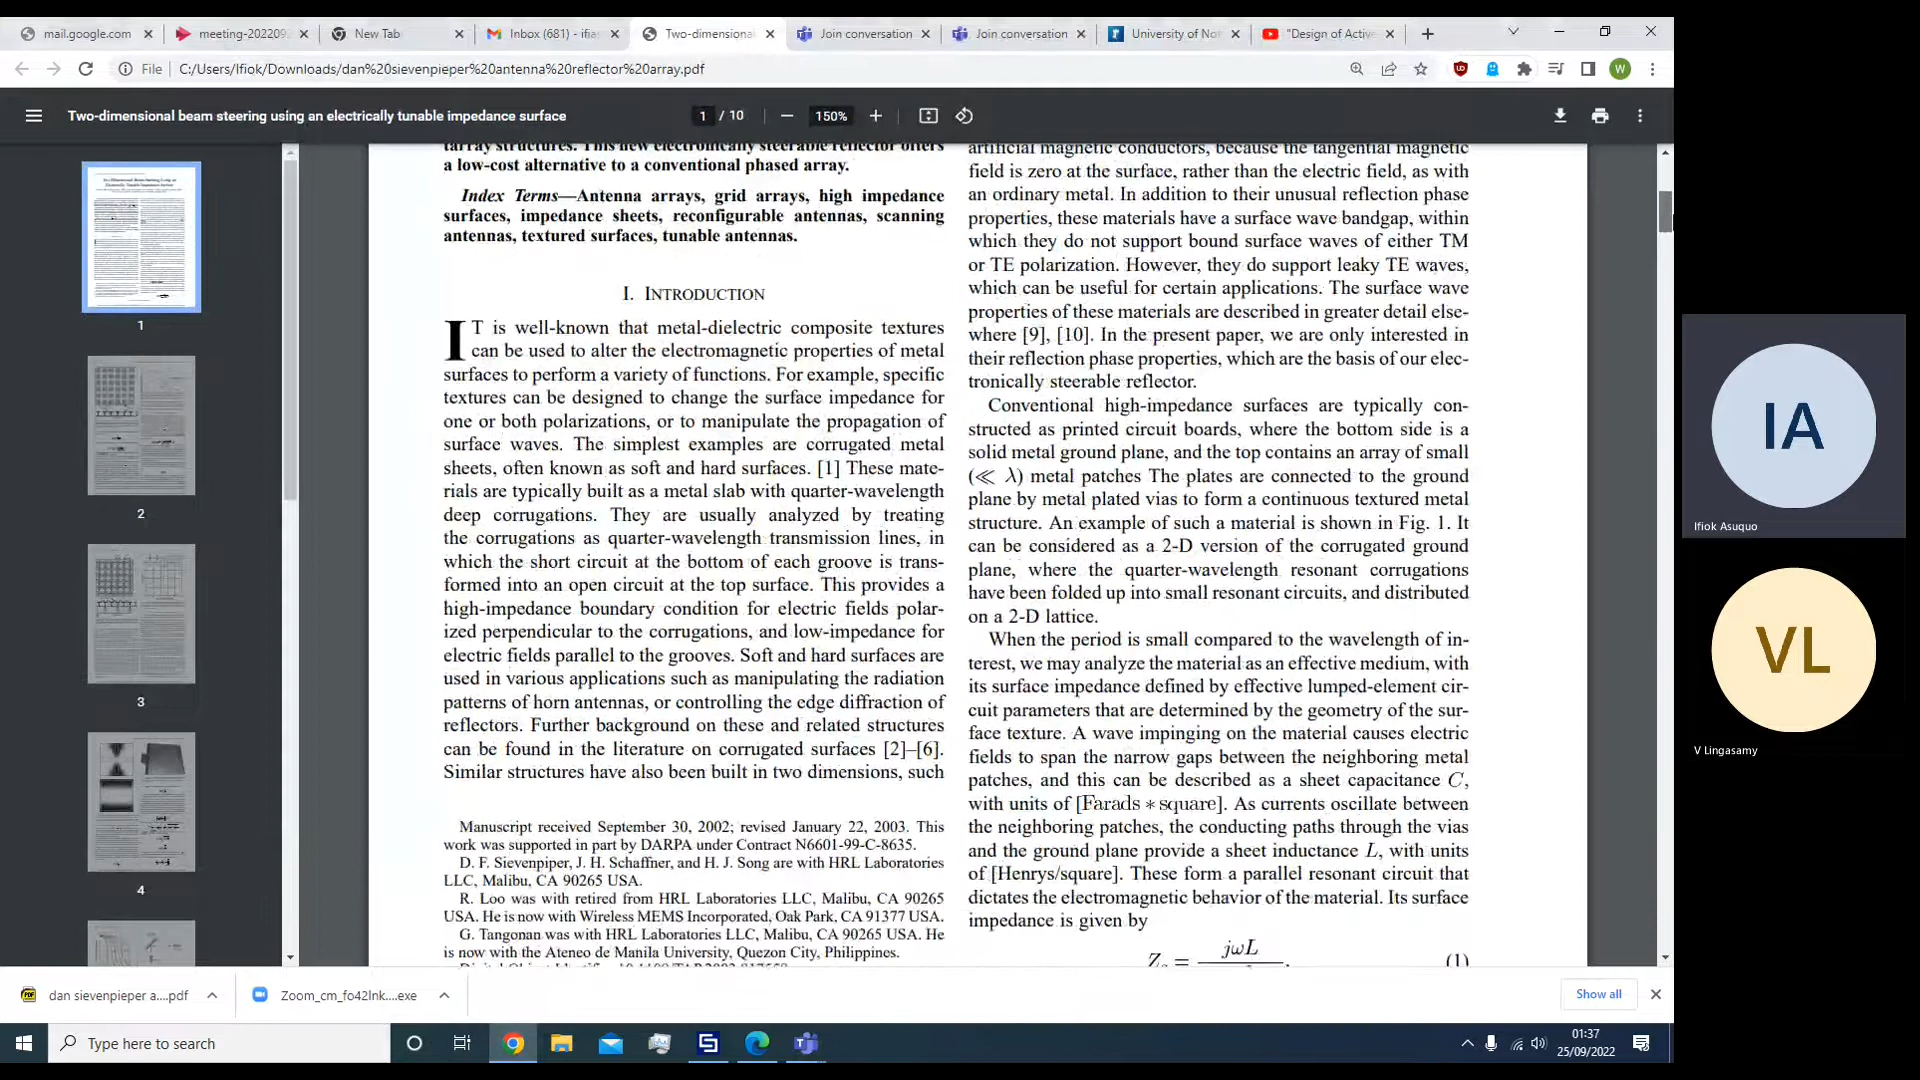 mail.google.com
meeting-202209
New Tab
Inbox (681) - ifia
Two-dimensiona
Join conversation
Join conversation
University of No
"Design of Active
File
C:/Users/Ifiok/Downloads/dan%20sievenpieper%20antenna%20reflector%20array.pdf
W
Two-dimensional beam steering using an electrically tunable impedance surface
1 / 10
150%
1
2
3
4
(array structures. This new electronically steerable reflector offers
a low-cost alternative to a conventional phased array.
Index Terms—Antenna arrays, grid arrays, high impedance
surfaces, impedance sheets, reconfigurable antennas, scanning
antennas, textured surfaces, tunable antennas.
I. INTRODUCTION
IT is well-known that metal-dielectric composite textures
can be used to alter the electromagnetic properties of metal
surfaces to perform a variety of functions. For example, specific
textures can be designed to change the surface impedance for
one or both polarizations, or to manipulate the propagation of
surface waves. The simplest examples are corrugated metal
sheets, often known as soft and hard surfaces. [1] These mate-
rials are typically built as a metal slab with quarter-wavelength
deep corrugations. They are usually analyzed by treating
the corrugations as quarter-wavelength transmission lines, in
which the short circuit at the bottom of each groove is trans-
formed into an open circuit at the top surface. This provides a
high-impedance boundary condition for electric fields polar-
ized perpendicular to the corrugations, and low-impedance for
electric fields parallel to the grooves. Soft and hard surfaces are
used in various applications such as manipulating the radiation
patterns of horn antennas, or controlling the edge diffraction of
reflectors. Further background on these and related structures
can be found in the literature on corrugated surfaces [2]–[6].
Similar structures have also been built in two dimensions, such
Manuscript received September 30, 2002; revised January 22, 2003. This
work was supported in part by DARPA under Contract N6601-99-C-8635.
D. F. Sievenpiper, J. H. Schaffner, and H. J. Song are with HRL Laboratories
LLC, Malibu, CA 90265 USA.
R. Loo was with retired from HRL Laboratories LLC, Malibu, CA 90265
USA. He is now with Wireless MEMS Incorporated, Oak Park, CA 91377 USA.
G. Tangonan was with HRL Laboratories LLC, Malibu, CA 90265 USA. He
is now with the Ateneo de Manila University, Quezon City, Philippines.
artificial magnetic conductors, because the tangential magnetic
field is zero at the surface, rather than the electric field, as with
an ordinary metal. In addition to their unusual reflection phase
properties, these materials have a surface wave bandgap, within
which they do not support bound surface waves of either TM
or TE polarization. However, they do support leaky TE waves,
which can be useful for certain applications. The surface wave
properties of these materials are described in greater detail else-
where [9], [10]. In the present paper, we are only interested in
their reflection phase properties, which are the basis of our elec-
tronically steerable reflector.
Conventional high-impedance surfaces are typically con-
structed as printed circuit boards, where the bottom side is a
solid metal ground plane, and the top contains an array of small
(≪ λ) metal patches The plates are connected to the ground
plane by metal plated vias to form a continuous textured metal
structure. An example of such a material is shown in Fig. 1. It
can be considered as a 2-D version of the corrugated ground
plane, where the quarter-wavelength resonant corrugations
have been folded up into small resonant circuits, and distributed
on a 2-D lattice.
When the period is small compared to the wavelength of in-
terest, we may analyze the material as an effective medium, with
its surface impedance defined by effective lumped-element cir-
cuit parameters that are determined by the geometry of the sur-
face texture. A wave impinging on the material causes electric
fields to span the narrow gaps between the neighboring metal
patches, and this can be described as a sheet capacitance C,
with units of [Farads * square]. As currents oscillate between
the neighboring patches, the conducting paths through the vias
and the ground plane provide a sheet inductance L, with units
of [Henrys/square]. These form a parallel resonant circuit that
dictates the electromagnetic behavior of the material. Its surface
impedance is given by
Zs = jωL (1)
IA
Ifiok Asuquo
VL
V Lingasamy
dan sievenpieper a....pdf
Zoom_cm_fo42lnk....exe
Show all
Type here to search
01:37
25/09/2022